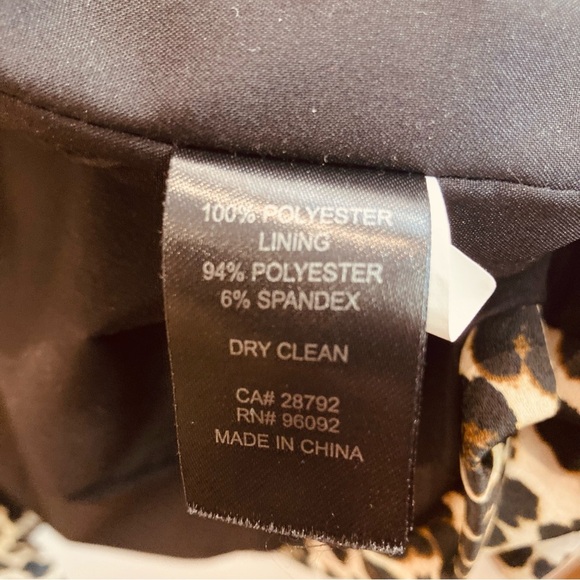 100% POLYESTER
LINING
94% POLYESTER
6% SPANDEX
DRY CLEAN
CA# 28792
RN# 96092
MADE IN CHINA